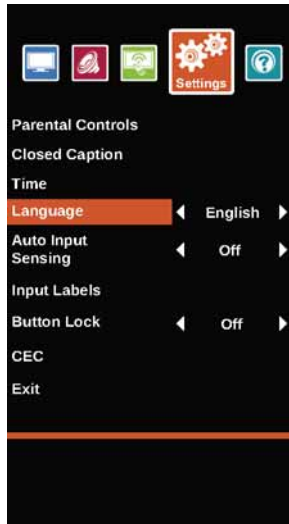 Settings
Parental Controls
Closed Caption
Time
Language English
Auto Input
Sensing Off
Input Labels
Button Lock Off
CEC
Exit